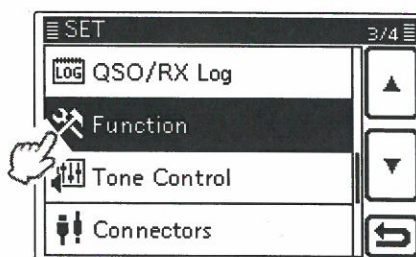 SET 3/4
LOG QSO/RX Log
Function
Tone Control
Connectors